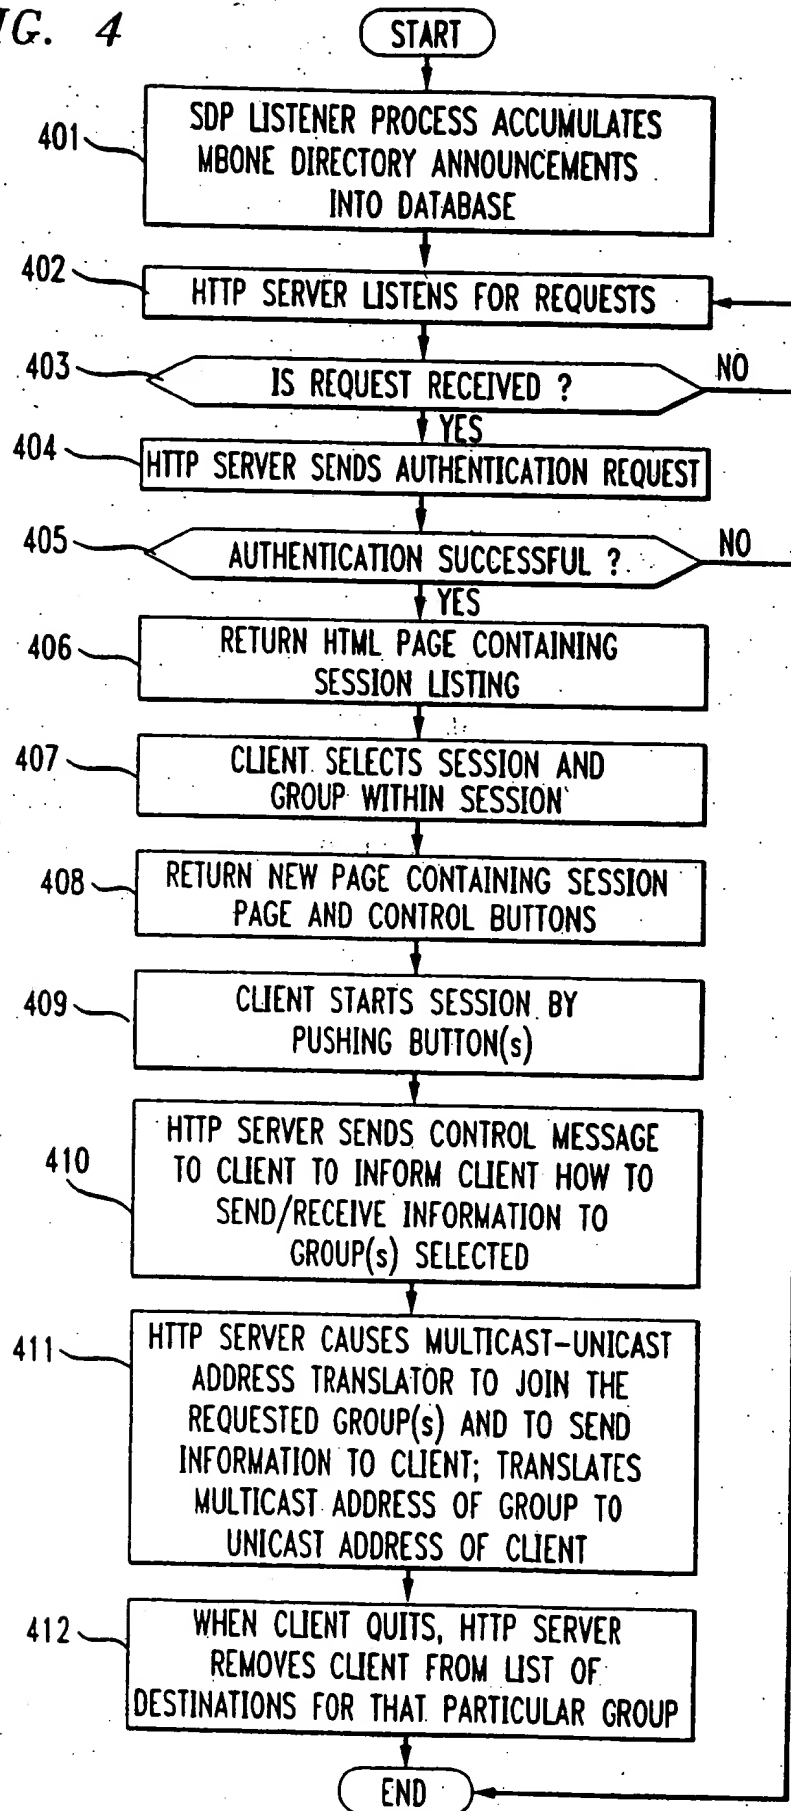 IG. 4
START
401
SDP LISTENER PROCESS ACCUMULATES
MBONE DIRECTORY ANNOUNCEMENTS
INTO DATABASE
402
HTTP SERVER LISTENS FOR REQUESTS
403
IS REQUEST RECEIVED ?
NO
YES
404
HTTP SERVER SENDS AUTHENTICATION REQUEST
405
AUTHENTICATION SUCCESSFUL ?
NO
YES
406
RETURN HTML PAGE CONTAINING
SESSION LISTING
407
CLIENT SELECTS SESSION AND
GROUP WITHIN SESSION
408
RETURN NEW PAGE CONTAINING SESSION
PAGE AND CONTROL BUTTONS
409
CLIENT STARTS SESSION BY
PUSHING BUTTON(s)
410
HTTP SERVER SENDS CONTROL MESSAGE
TO CLIENT TO INFORM CLIENT HOW TO
SEND/RECEIVE INFORMATION TO
GROUP(s) SELECTED
411
HTTP SERVER CAUSES MULTICAST-UNICAST
ADDRESS TRANSLATOR TO JOIN THE
REQUESTED GROUP(s) AND TO SEND
INFORMATION TO CLIENT; TRANSLATES
MULTICAST ADDRESS OF GROUP TO
UNICAST ADDRESS OF CLIENT
412
WHEN CLIENT QUITS, HTTP SERVER
REMOVES CLIENT FROM LIST OF
DESTINATIONS FOR THAT PARTICULAR GROUP
END